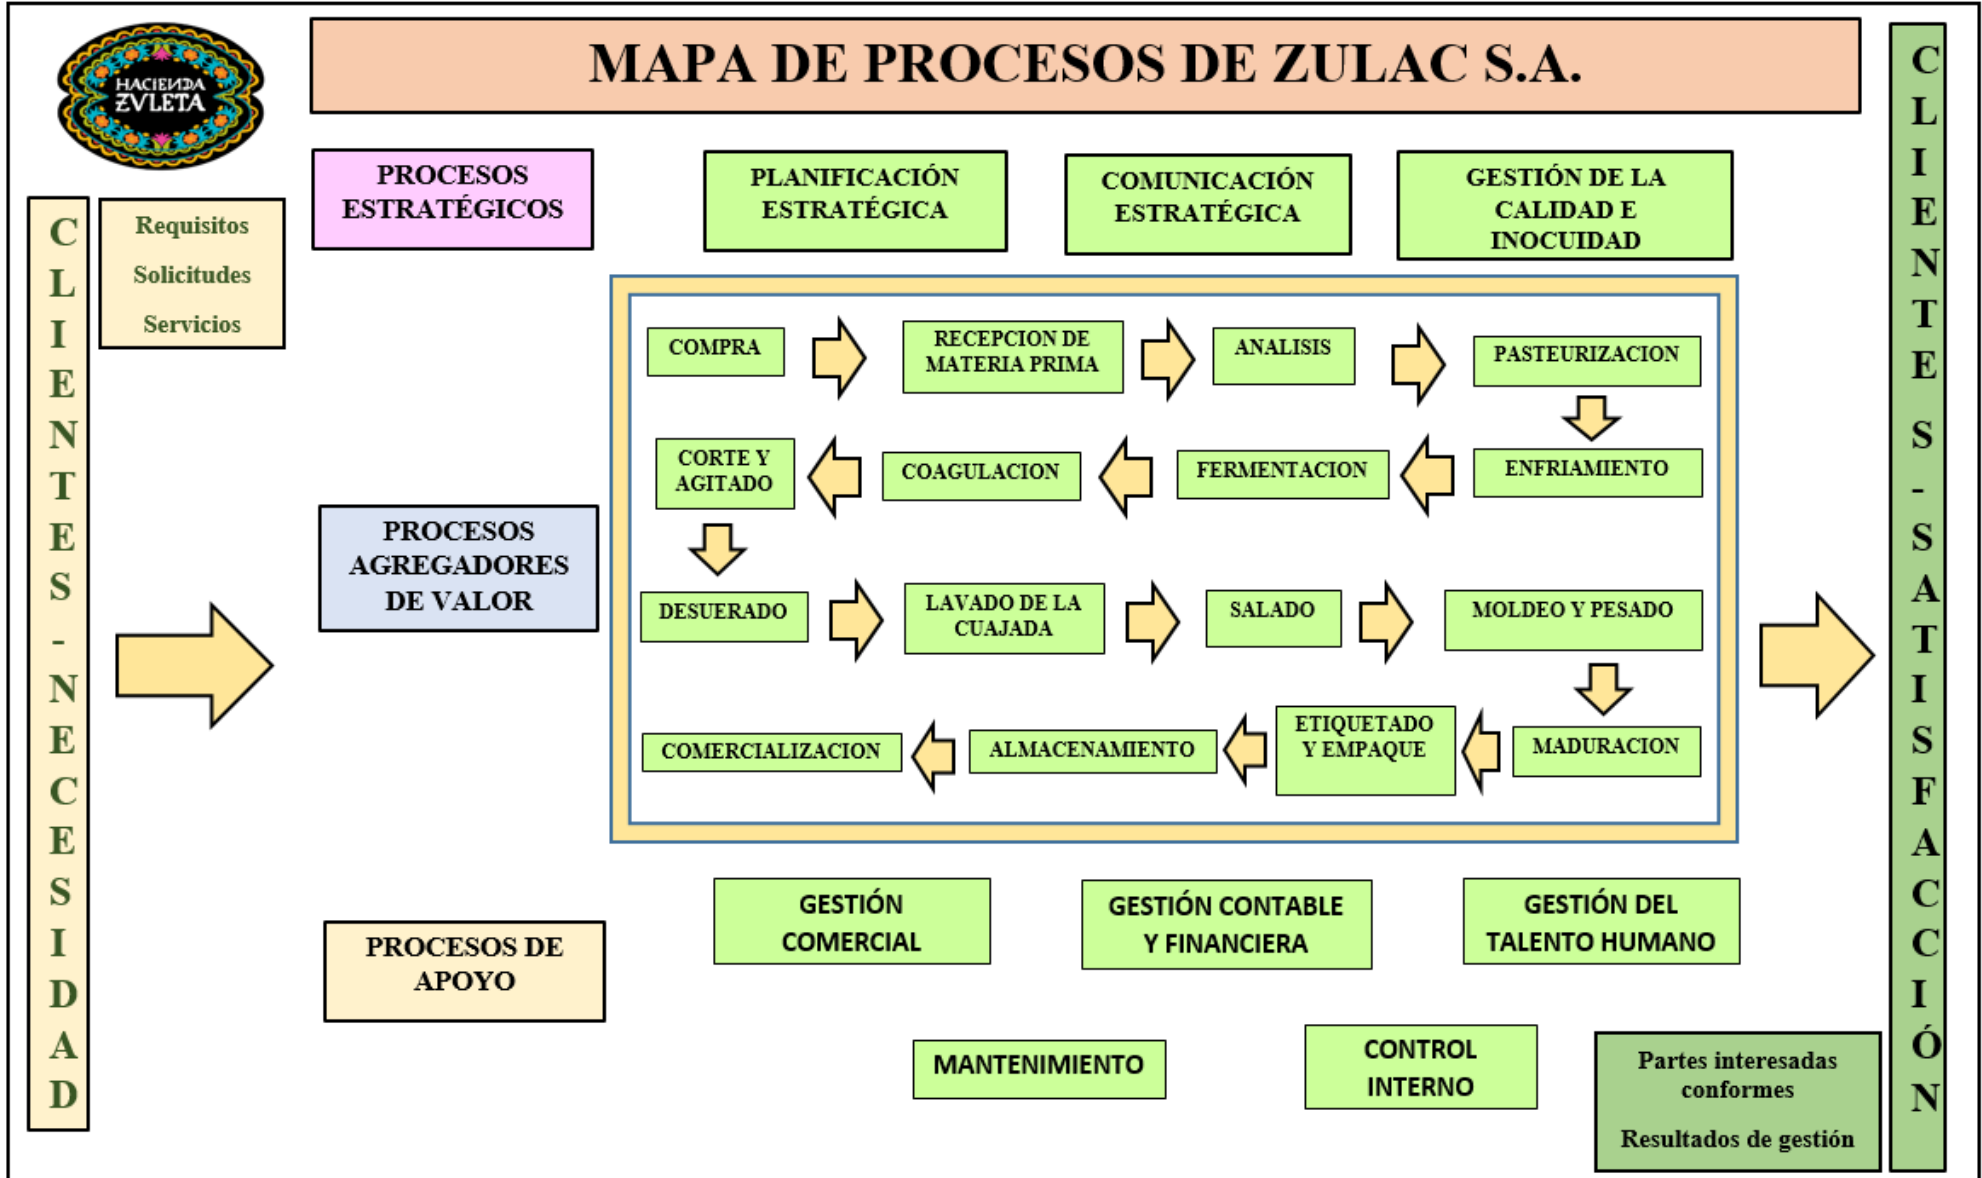 HACIENDA
ZVLETA
MAPA DE PROCESOS DE ZULAC S.A.
CLIENTES-NECESIDAD
Requisitos
Solicitudes
Servicios
PROCESOS
ESTRATÉGICOS
PLANIFICACIÓN
ESTRATÉGICA
COMUNICACIÓN
ESTRATÉGICA
GESTIÓN DE LA
CALIDAD E
INOCUIDAD
PROCESOS
AGREGADORES
DE VALOR
COMPRA
RECEPCION DE
MATERIA PRIMA
ANALISIS
PASTEURIZACION
ENFRIAMIENTO
FERMENTACION
COAGULACION
CORTE Y
AGITADO
DESUERADO
LAVADO DE LA
CUAJADA
SALADO
MOLDEO Y PESADO
MADURACION
ETIQUETADO
Y EMPAQUE
ALMACENAMIENTO
COMERCIALIZACION
PROCESOS DE
APOYO
GESTIÓN
COMERCIAL
GESTIÓN CONTABLE
Y FINANCIERA
GESTIÓN DEL
TALENTO HUMANO
MANTENIMIENTO
CONTROL
INTERNO
Partes interesadas
conformes
Resultados de gestión
CLIENTE S-SATISFACCIÓN